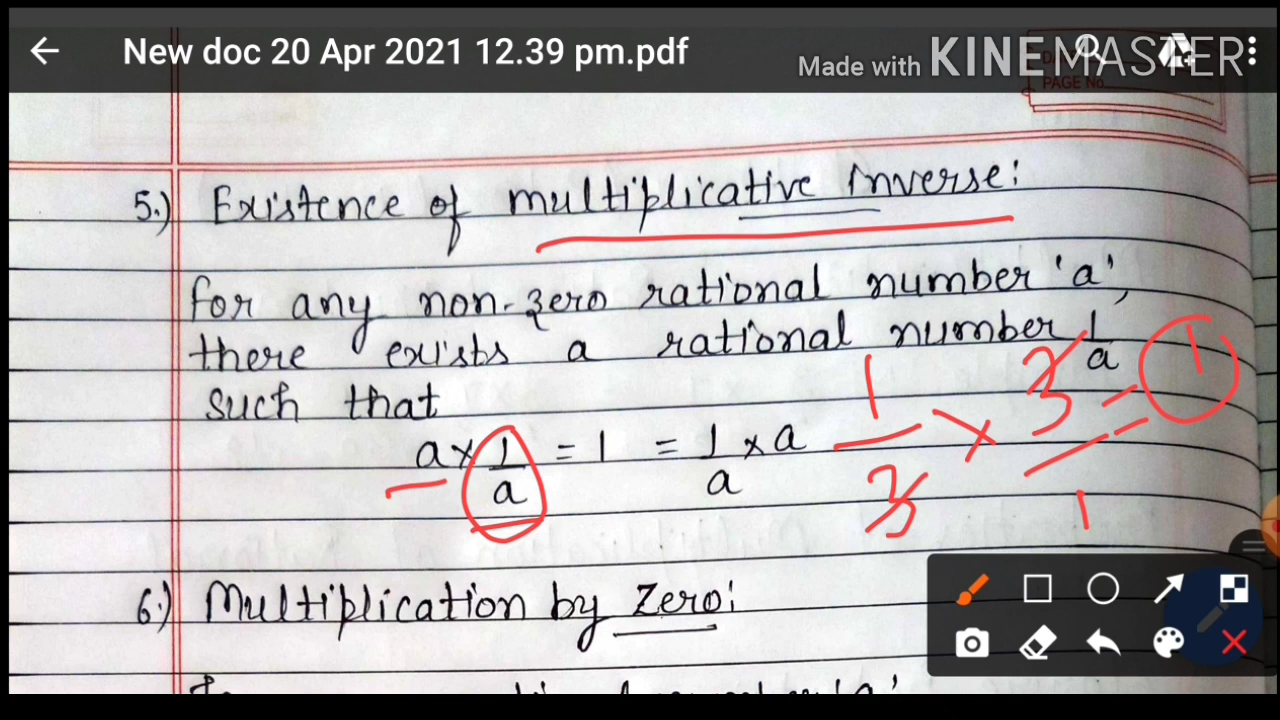 New doc 20 Apr 2021 12.39 pm.pdf
Made with KINEMASTER
PAGE No.
5.) Existence of multiplicative Inverse:
for any non-zero rational number 'a',
there exists a rational number 1/a
such that
a × 1/a = 1 = 1/a × a
1/3 × 3/1 = 1
6.) Multiplication by Zero: